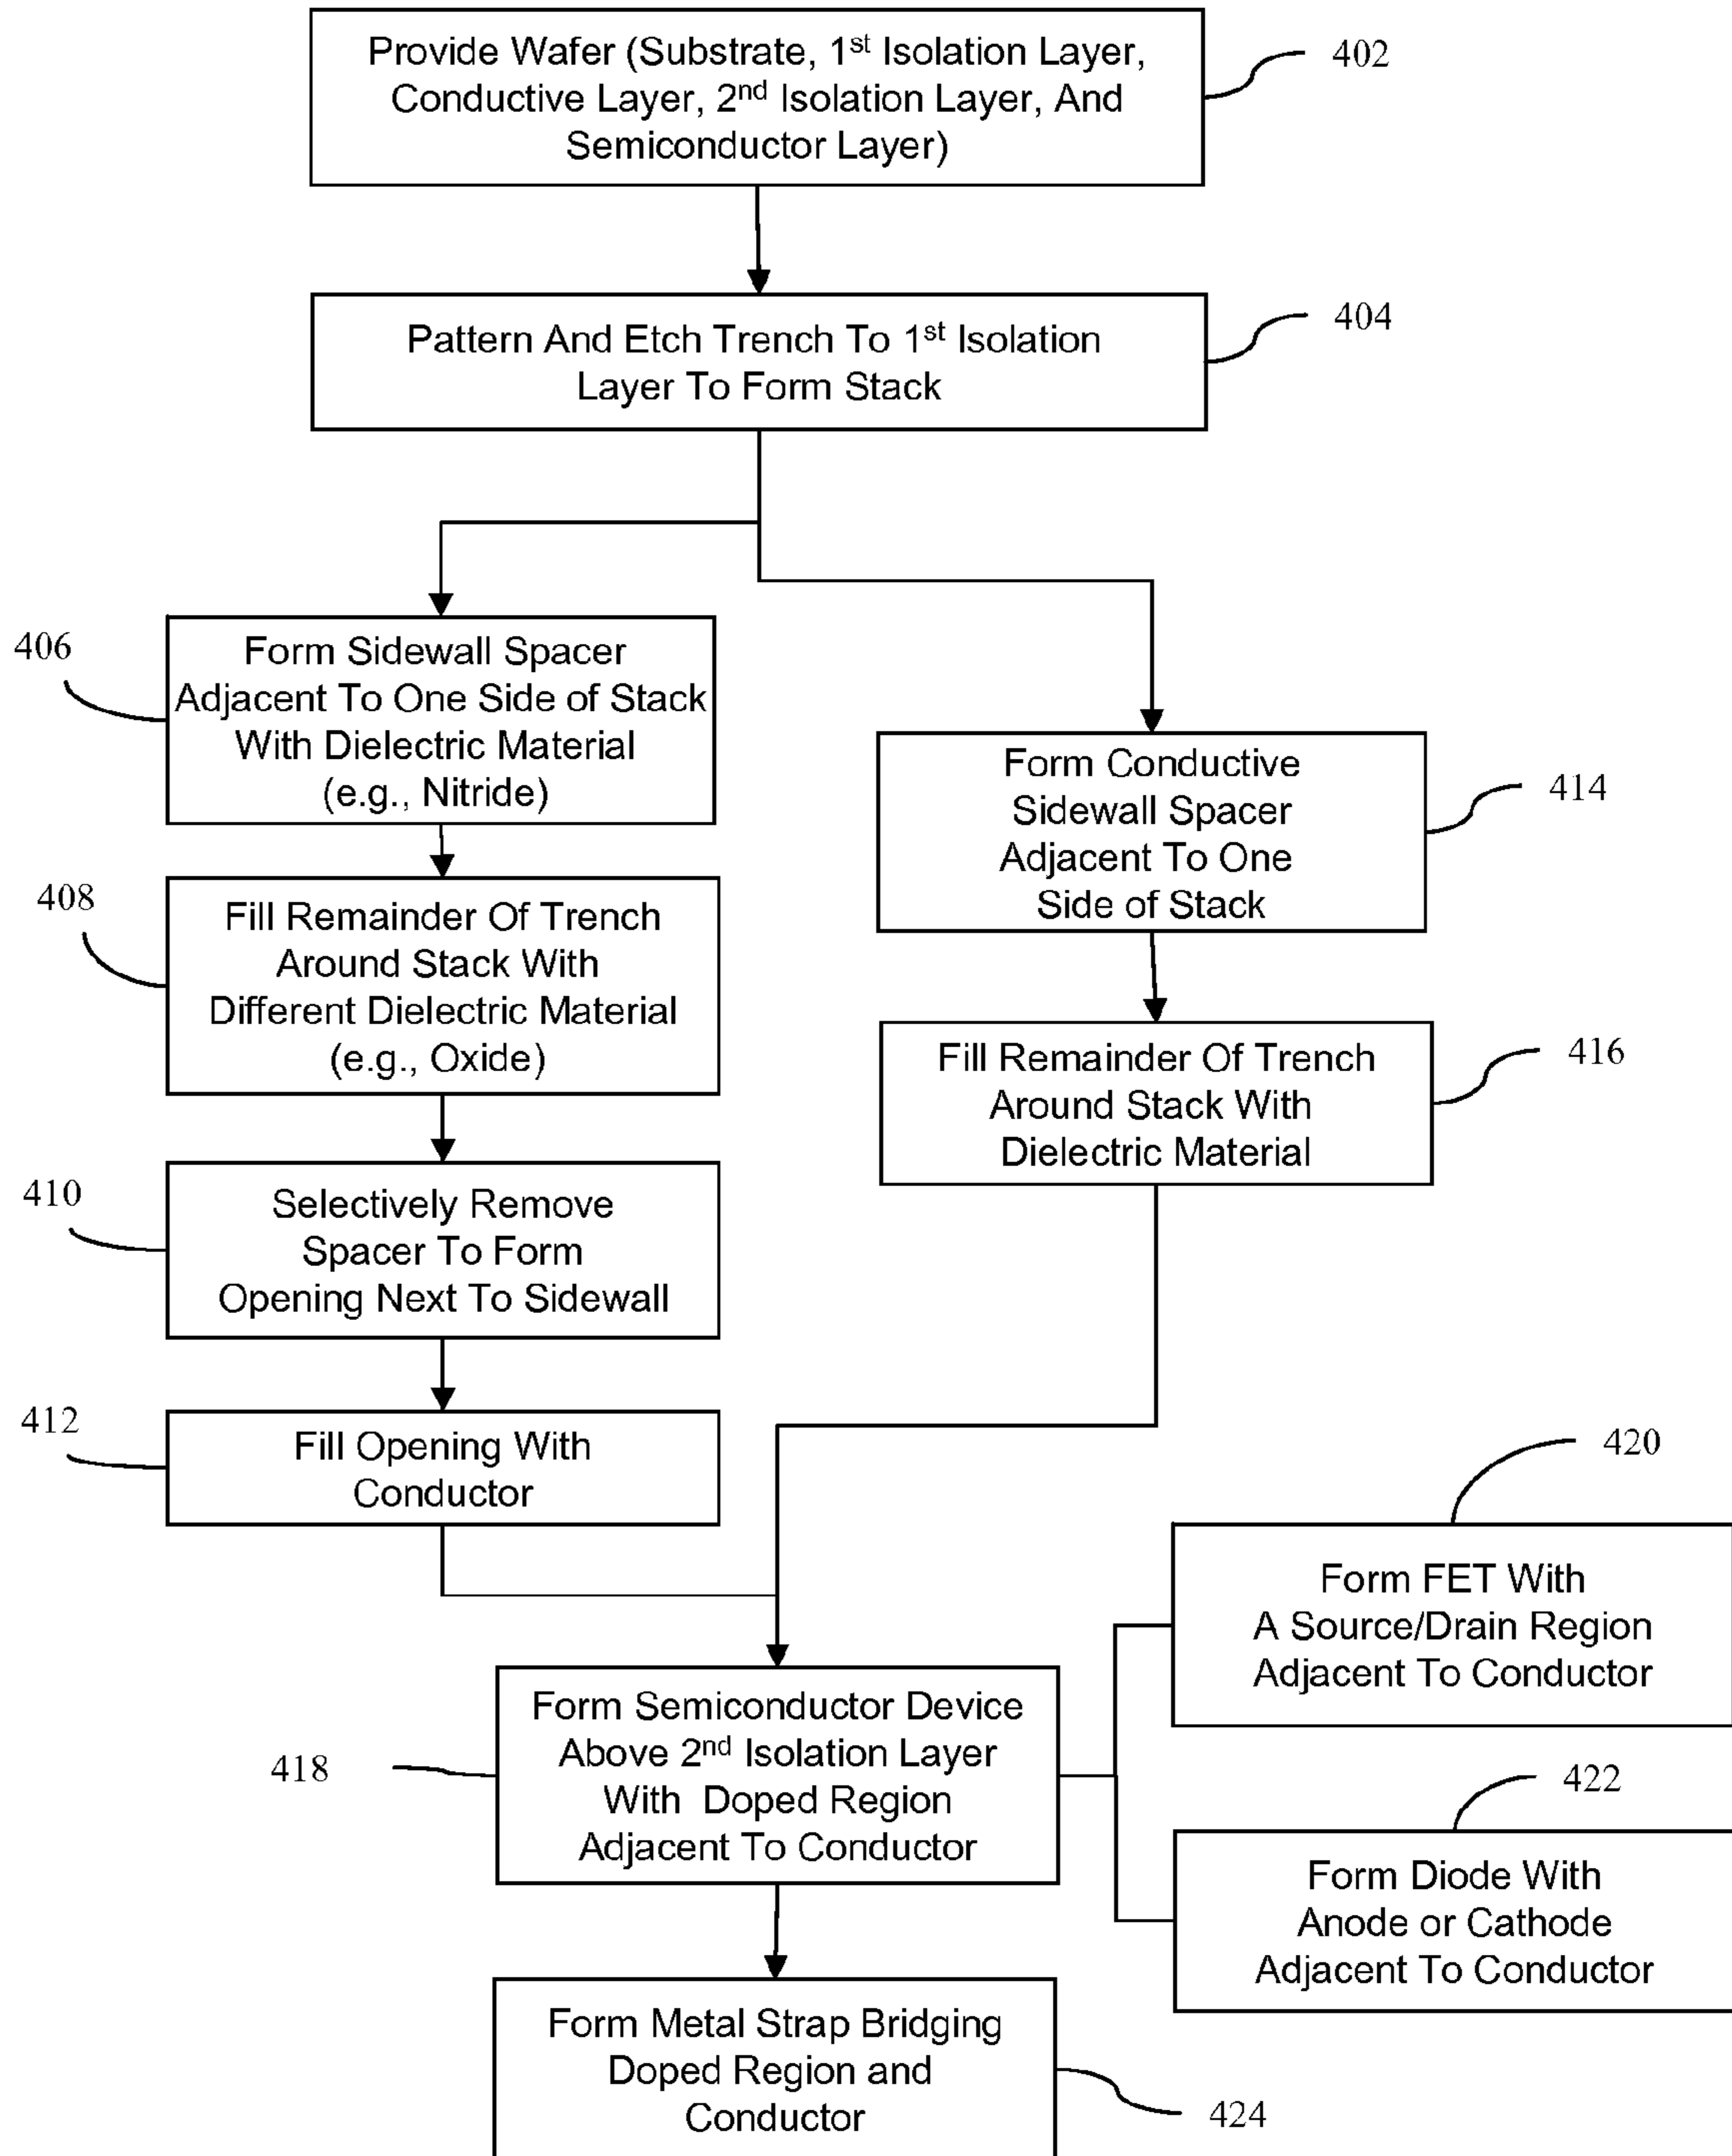 Provide Wafer (Substrate, 1st Isolation Layer,
Conductive Layer, 2nd Isolation Layer, And
Semiconductor Layer)
402
Pattern And Etch Trench To 1st Isolation
Layer To Form Stack
404
406
Form Sidewall Spacer
Adjacent To One Side of Stack
With Dielectric Material
(e.g., Nitride)
Form Conductive
Sidewall Spacer
Adjacent To One
Side of Stack
414
408
Fill Remainder Of Trench
Around Stack With
Different Dielectric Material
(e.g., Oxide)
Fill Remainder Of Trench
Around Stack With
Dielectric Material
416
410
Selectively Remove
Spacer To Form
Opening Next To Sidewall
412
Fill Opening With
Conductor
420
Form FET With
A Source/Drain Region
Adjacent To Conductor
418
Form Semiconductor Device
Above 2nd Isolation Layer
With Doped Region
Adjacent To Conductor
422
Form Diode With
Anode or Cathode
Adjacent To Conductor
Form Metal Strap Bridging
Doped Region and
Conductor
424